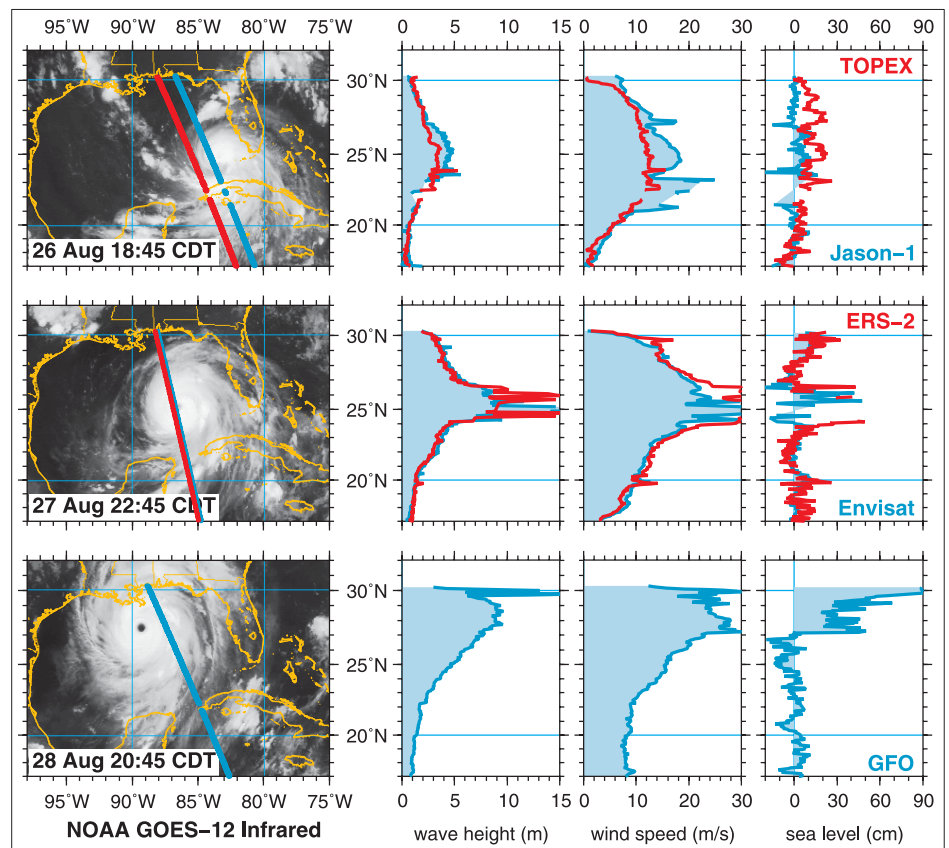 95˚W 90˚W 85˚W 80˚W 0 5 10 15 0 10 20 30 0 30 60
30˚N TOPEX
25˚N
20˚N
26 Aug 18:45 CDT Jason−1
30˚N ERS−2
25˚N
20˚N
27 Aug 22:45 CDT Envisat
30˚N
25˚N
20˚N
28 Aug 20:45 CDT GFO
95˚W 90˚W 85˚W 80˚W 0 5 10 15 0 10 20 30 0 30 60 90
NOAA GOES−12 Infrared wave height (m) wind speed (m/s) sea level (cm)